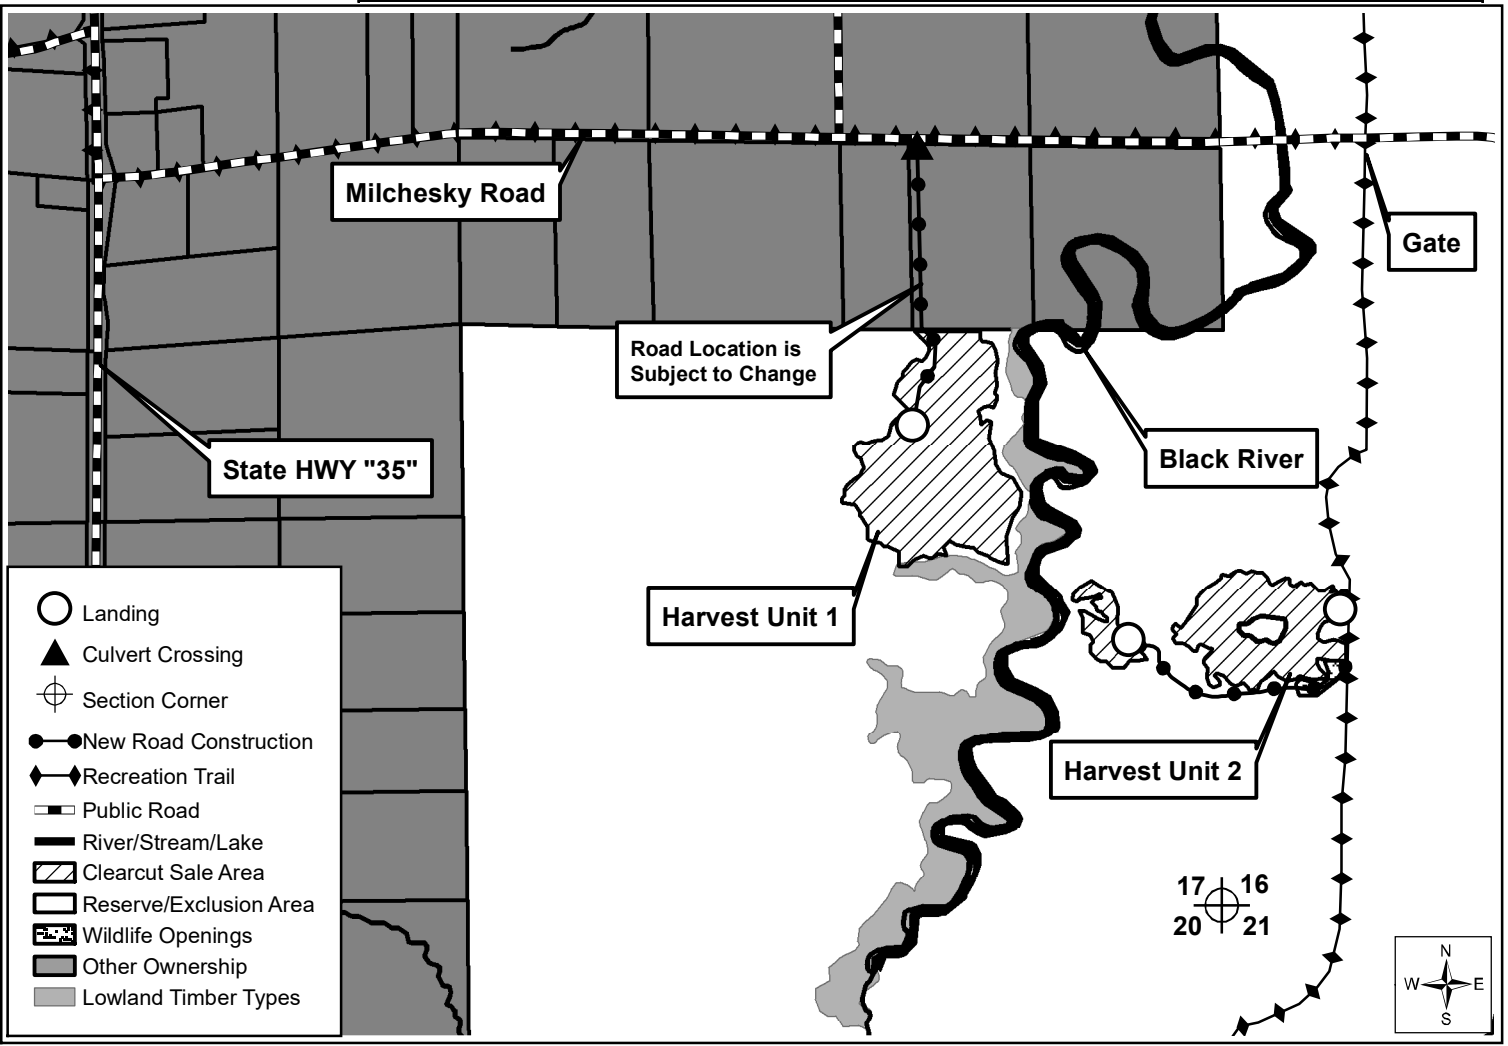 Milchesky Road
Gate
Road Location is
Subject to Change
State HWY "35"
Black River
Harvest Unit 1
Harvest Unit 2
Landing
Culvert Crossing
Section Corner
New Road Construction
Recreation Trail
Public Road
River/Stream/Lake
Clearcut Sale Area
Reserve/Exclusion Area
Wildlife Openings
Other Ownership
Lowland Timber Types
17 16
20 21
N
W E
S